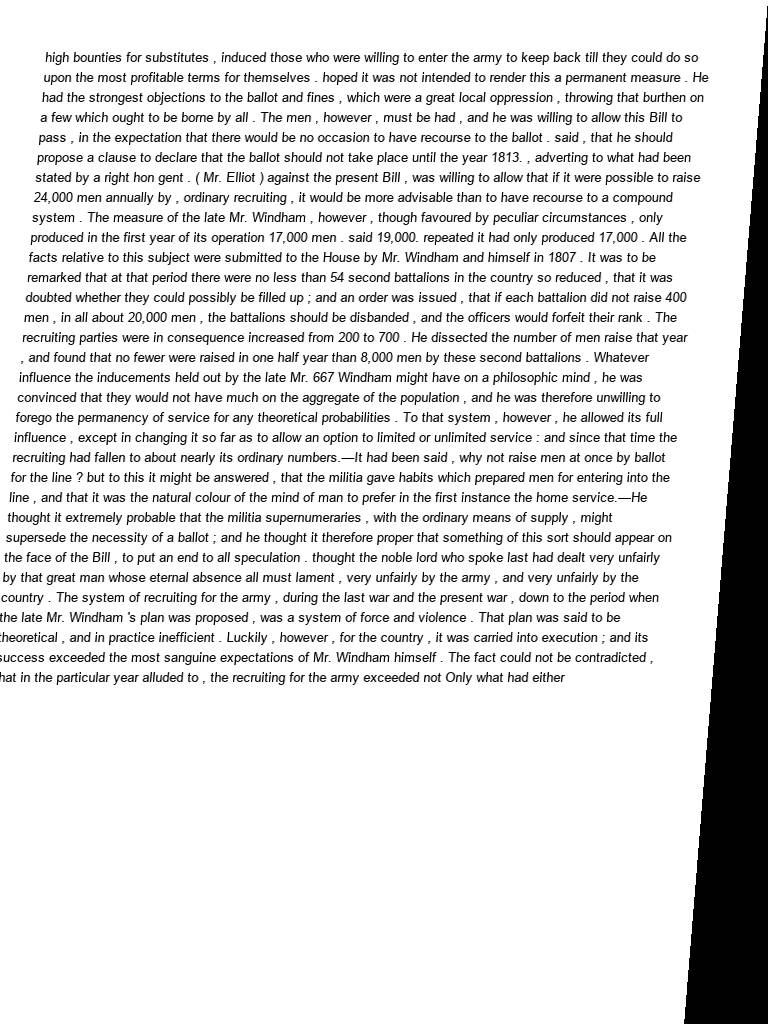 high bounties for substitutes , induced those who were willing to enter the army to keep back till they could do so
upon the most profitable terms for themselves . hoped it was not intended to render this a permanent measure . He
had the strongest objections to the ballot and fines , which were a great local oppression , throwing that burthen on
a few which ought to be borne by all . The men , however , must be had , and he was willing to allow this Bill to
pass , in the expectation that there would be no occasion to have recourse to the ballot . said , that he should
propose a clause to declare that the ballot should not take place until the year 1813. , adverting to what had been
stated by a right hon gent . ( Mr. Elliot ) against the present Bill , was willing to allow that if it were possible to raise
24,000 men annually by , ordinary recruiting , it would be more advisable than to have recourse to a compound
system . The measure of the late Mr. Windham , however , though favoured by peculiar circumstances , only
produced in the first year of its operation 17,000 men . said 19,000. repeated it had only produced 17,000 . All the
facts relative to this subject were submitted to the House by Mr. Windham and himself in 1807 . It was to be
remarked that at that period there were no less than 54 second battalions in the country so reduced , that it was
doubted whether they could possibly be filled up ; and an order was issued , that if each battalion did not raise 400
men , in all about 20,000 men , the battalions should be disbanded , and the officers would forfeit their rank . The
recruiting parties were in consequence increased from 200 to 700 . He dissected the number of men raise that year
, and found that no fewer were raised in one half year than 8,000 men by these second battalions . Whatever
influence the inducements held out by the late Mr. 667 Windham might have on a philosophic mind , he was
convinced that they would not have much on the aggregate of the population , and he was therefore unwilling to
forego the permanency of service for any theoretical probabilities . To that system , however , he allowed its full
influence , except in changing it so far as to allow an option to limited or unlimited service : and since that time the
recruiting had fallen to about nearly its ordinary numbers.—It had been said , why not raise men at once by ballot
for the line ? but to this it might be answered , that the militia gave habits which prepared men for entering into the
line , and that it was the natural colour of the mind of man to prefer in the first instance the home service.—He
thought it extremely probable that the militia supernumeraries , with the ordinary means of supply , might
supersede the necessity of a ballot ; and he thought it therefore proper that something of this sort should appear on
the face of the Bill , to put an end to all speculation . thought the noble lord who spoke last had dealt very unfairly
by that great man whose eternal absence all must lament , very unfairly by the army , and very unfairly by the
country . The system of recruiting for the army , during the last war and the present war , down to the period when
the late Mr. Windham 's plan was proposed , was a system of force and violence . That plan was said to be
theoretical , and in practice inefficient . Luckily , however , for the country , it was carried into execution ; and its
success exceeded the most sanguine expectations of Mr. Windham himself . The fact could not be contradicted ,
hat in the particular year alluded to , the recruiting for the army exceeded not Only what had either